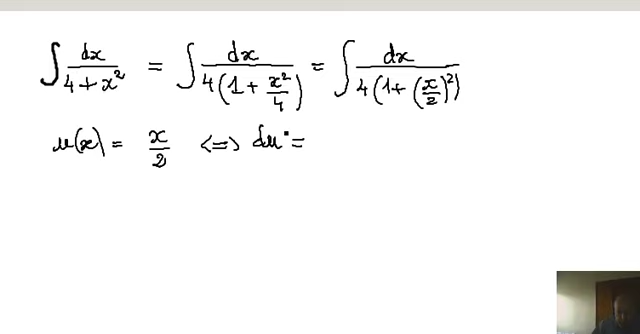 ∫ dx/(4+x²) = ∫ dx/(4(1+x²/4)) = ∫ dx/(4(1+(x/2)²))
u(x) = x/2 <=> du =